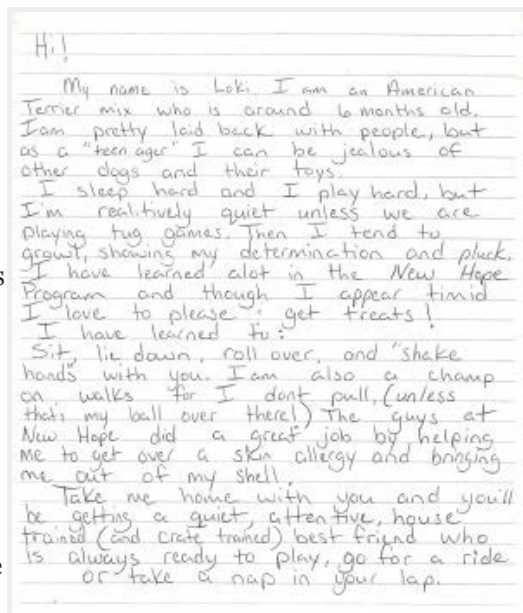 Hi!
My name is Loki I am an American
Terrier mix who is around 6 months old.
I am pretty laid back with people, but
as a "teen ager" I can be jealous of
other dogs and their toys.
I sleep hard and I play hard, but
I'm realitively quiet unless we are
playing tug games. Then I tend to
growl, showing my determination and pluck.
I have learned alot in the New Hope
Program and though I appear timid
I love to please & get treats!
I have learned to:
Sit, lie down, roll over, and "shake
hands" with you. I am also a champ
on walks for I dont pull, (unless
thats my ball over there!) The guys at
New Hope did a great job by helping
me to get over a skin allergy and bringing
me out of my shell.
Take me home with you and you'll
be getting a quiet, attentive, house
trained (and crate trained) best friend who
is always ready to play, go for a ride
or take a nap in your lap.